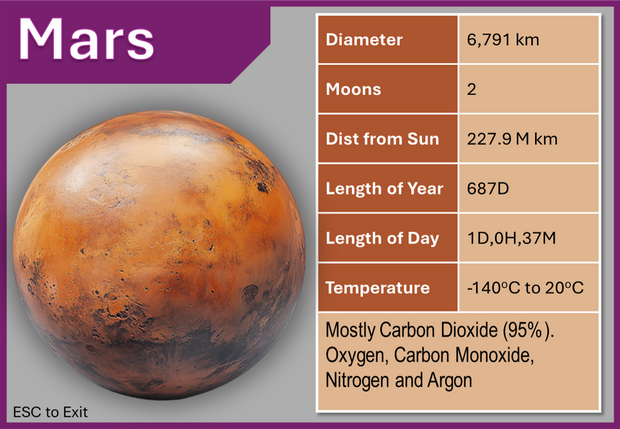 Mars
Diameter 6,791 km
Moons 2
Dist from Sun 227.9 M km
Length of Year 687D
Length of Day 1D,0H,37M
Temperature -140°C to 20°C
Mostly Carbon Dioxide (95%).
Oxygen, Carbon Monoxide,
Nitrogen and Argon
ESC to Exit